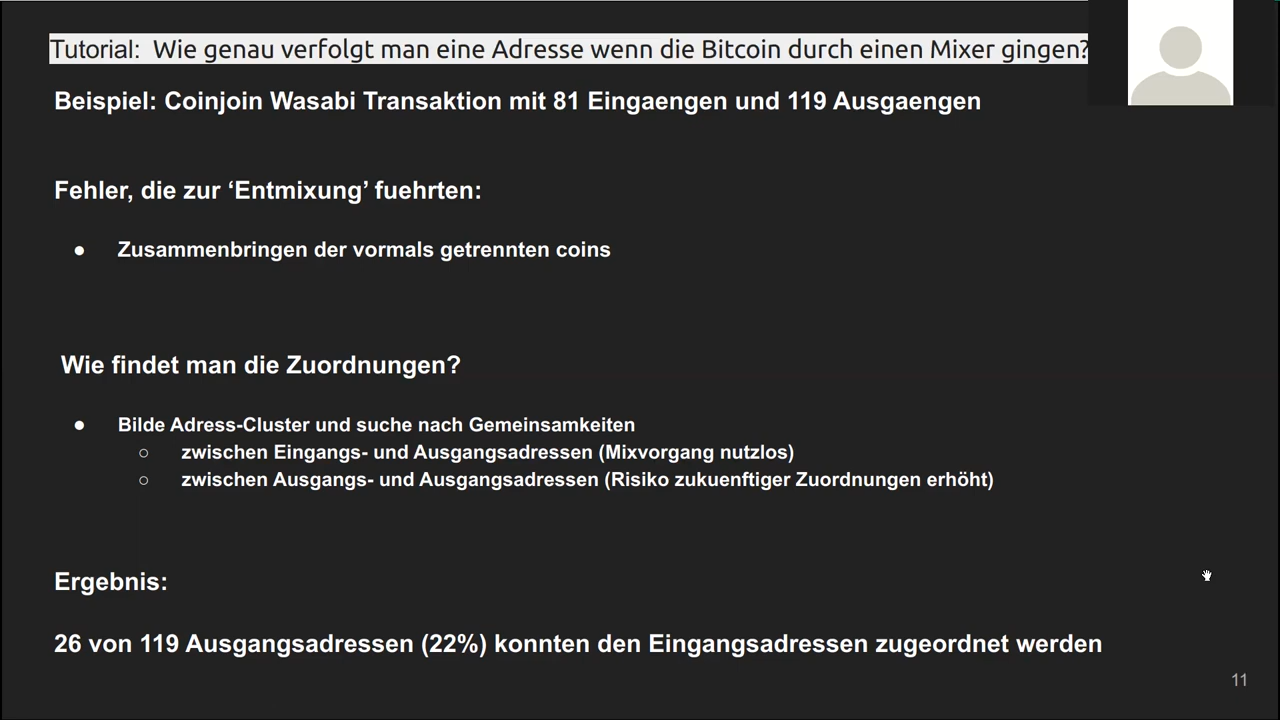 Tutorial: Wie genau verfolgt man eine Adresse wenn die Bitcoin durch einen Mixer gingen?
Beispiel: Coinjoin Wasabi Transaktion mit 81 Eingaengen und 119 Ausgaengen
Fehler, die zur ‘Entmixung’ fuehrten:
● Zusammenbringen der vormals getrennten coins
Wie findet man die Zuordnungen?
● Bilde Adress-Cluster und suche nach Gemeinsamkeiten
○ zwischen Eingangs- und Ausgangsadressen (Mixvorgang nutzlos)
○ zwischen Ausgangs- und Ausgangsadressen (Risiko zukuenftiger Zuordnungen erhöht)
Ergebnis:
26 von 119 Ausgangsadressen (22%) konnten den Eingangsadressen zugeordnet werden
11